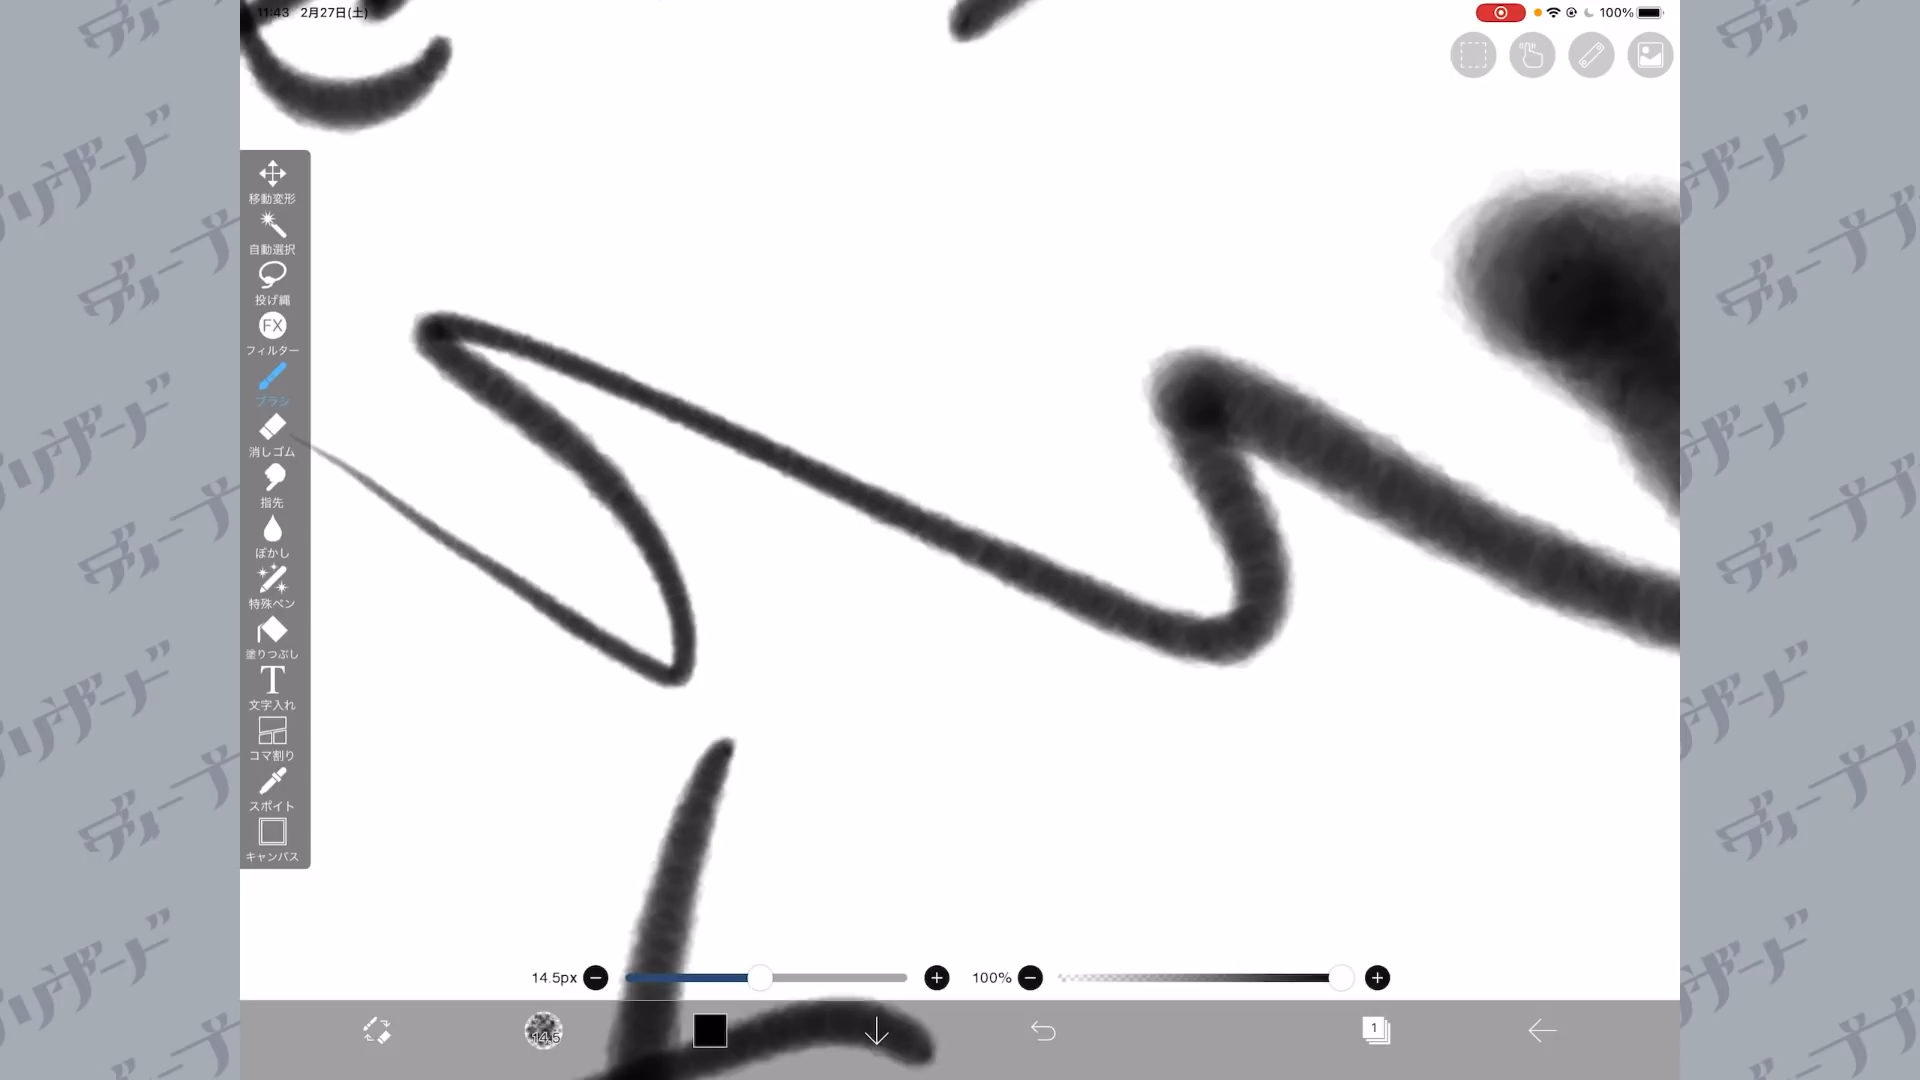 11:43 2月27日(土)
100%
移動変形
自動選択
投げ縄
FX
フィルター
ブラシ
消しゴム
指先
ぼかし
特殊ペン
塗りつぶし
T
文字入れ
コマ割り
スポイト
キャンバス
14.5px
100%
14.5
1